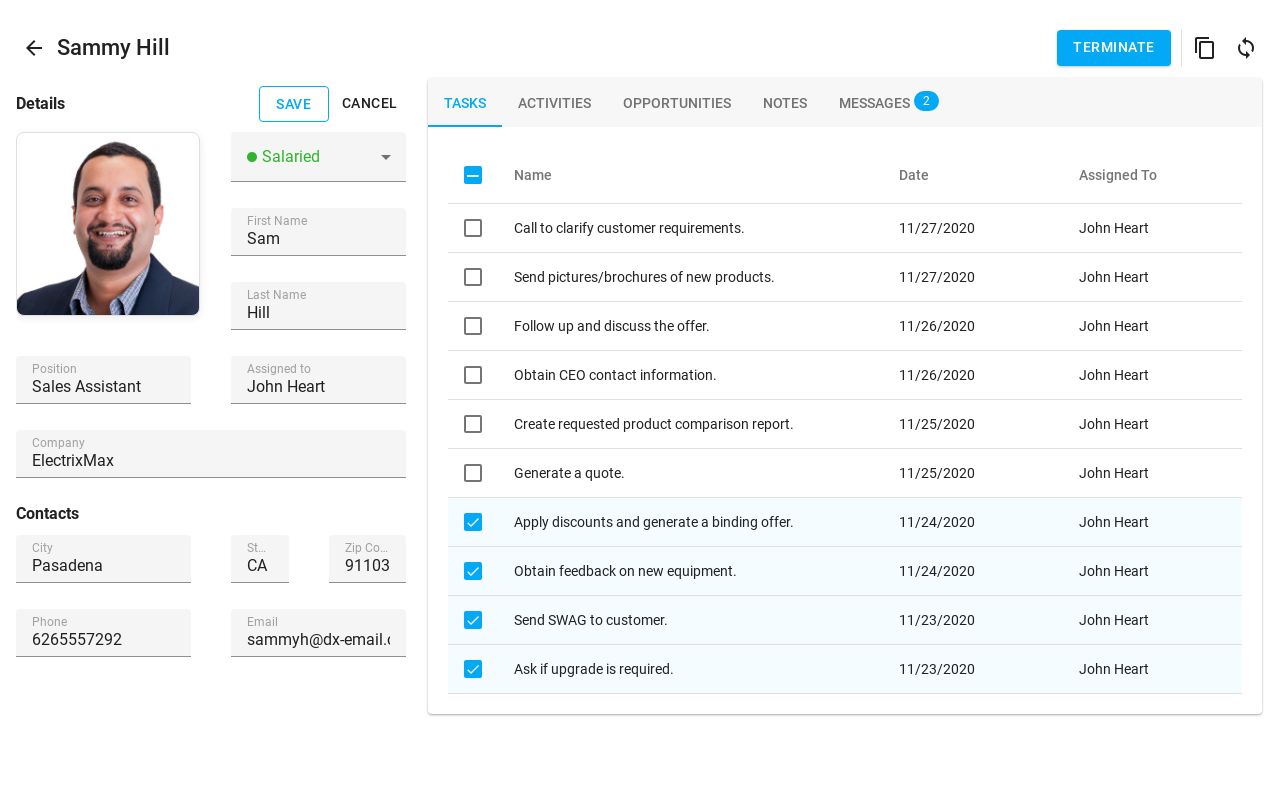 Sammy Hill
TERMINATE
Details
SAVE
CANCEL
Salaried
First Name
Sam
Last Name
Hill
Position
Sales Assistant
Assigned to
John Heart
Company
ElectrixMax
Contacts
City
Pasadena
St...
CA
Zip Co...
91103
Phone
6265557292
Email
sammyh@dx-email.c
TASKS ACTIVITIES OPPORTUNITIES NOTES MESSAGES 2
Name Date Assigned To
Call to clarify customer requirements. 11/27/2020 John Heart
Send pictures/brochures of new products. 11/27/2020 John Heart
Follow up and discuss the offer. 11/26/2020 John Heart
Obtain CEO contact information. 11/26/2020 John Heart
Create requested product comparison report. 11/25/2020 John Heart
Generate a quote. 11/25/2020 John Heart
Apply discounts and generate a binding offer. 11/24/2020 John Heart
Obtain feedback on new equipment. 11/24/2020 John Heart
Send SWAG to customer. 11/23/2020 John Heart
Ask if upgrade is required. 11/23/2020 John Heart